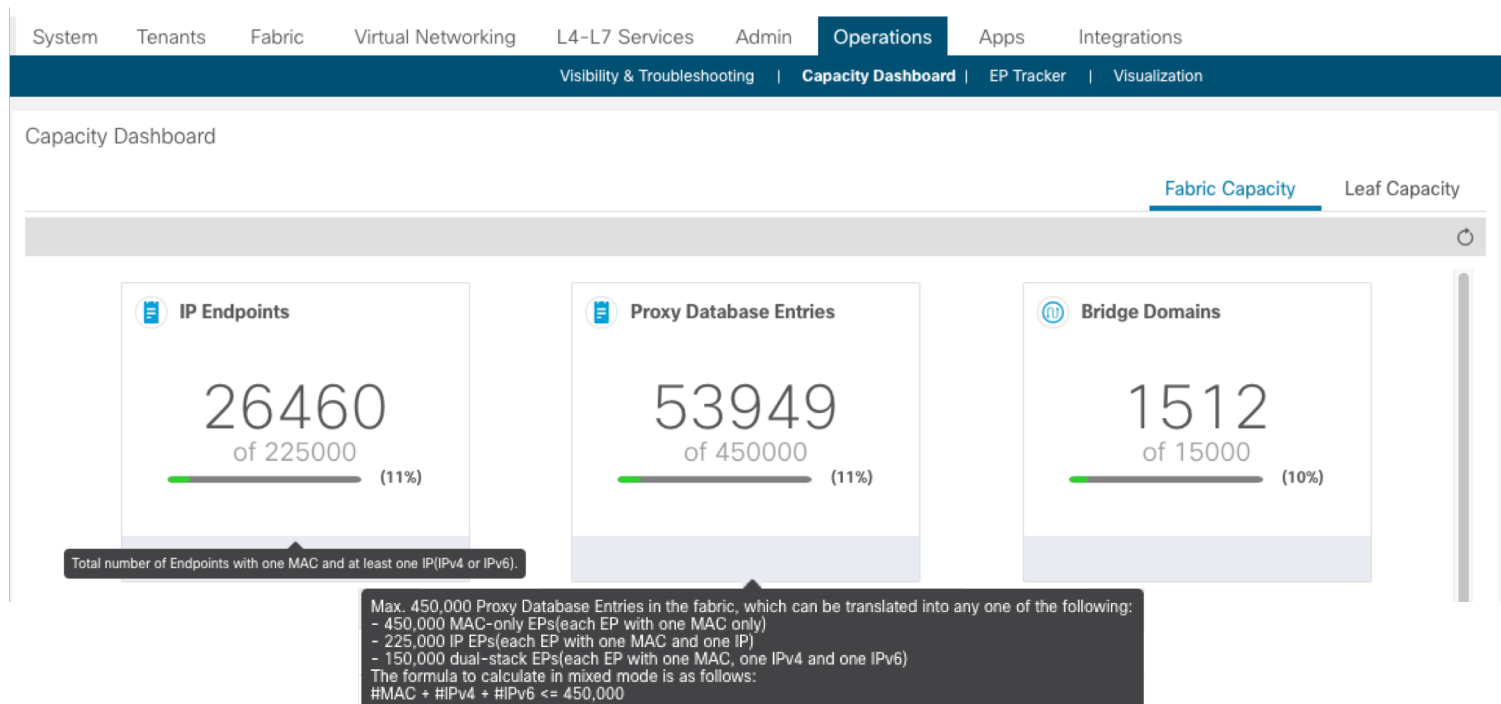 System Tenants Fabric Virtual Networking L4-L7 Services Admin Operations Apps Integrations
Visibility & Troubleshooting | Capacity Dashboard | EP Tracker | Visualization
Capacity Dashboard
Fabric Capacity Leaf Capacity
IP Endpoints
26460
of 225000
(11%)
Total number of Endpoints with one MAC and at least one IP(IPv4 or IPv6).
Proxy Database Entries
53949
of 450000
(11%)
Max. 450,000 Proxy Database Entries in the fabric, which can be translated into any one of the following:
- 450,000 MAC-only EPs(each EP with one MAC only)
- 225,000 IP EPs(each EP with one MAC and one IP)
- 150,000 dual-stack EPs(each EP with one MAC, one IPv4 and one IPv6)
The formula to calculate in mixed mode is as follows:
#MAC + #IPv4 + #IPv6 <= 450,000
Bridge Domains
1512
of 15000
(10%)